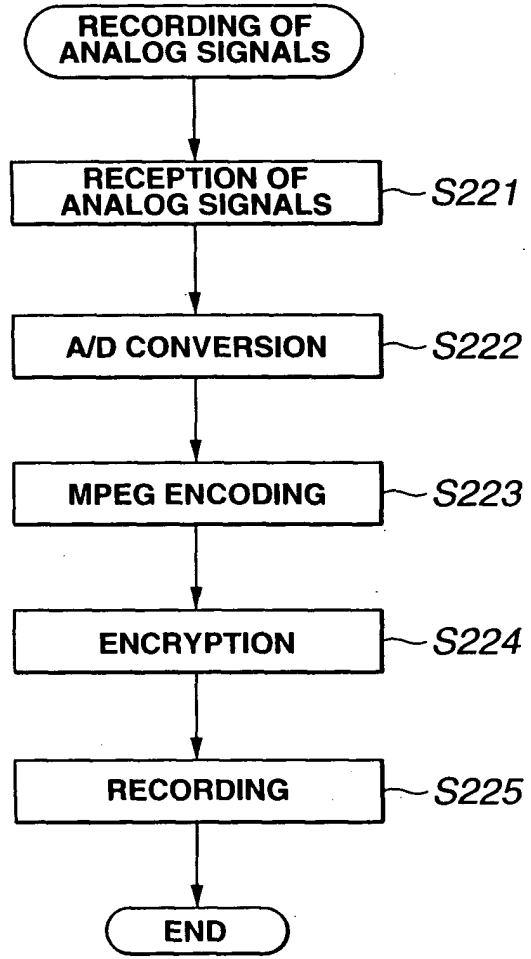 RECORDING OF
ANALOG SIGNALS
RECEPTION OF
ANALOG SIGNALS
S221
A/D CONVERSION
S222
MPEG ENCODING
S223
ENCRYPTION
S224
RECORDING
S225
END